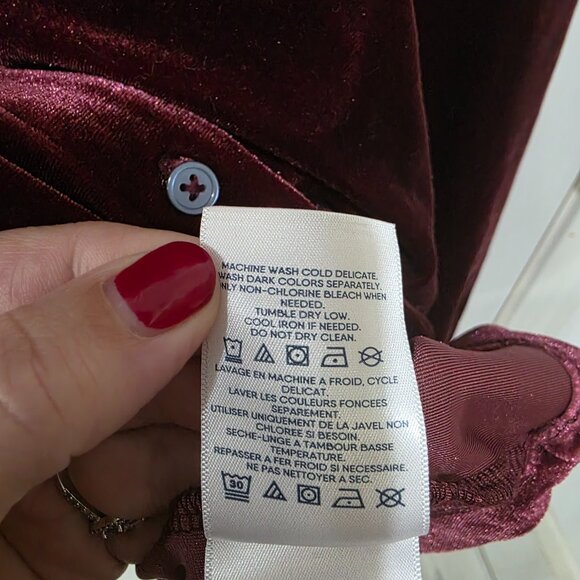 MACHINE WASH COLD DELICATE.
WASH DARK COLORS SEPARATELY.
ONLY NON-CHLORINE BLEACH WHEN
NEEDED.
TUMBLE DRY LOW.
COOL IRON IF NEEDED.
DO NOT DRY CLEAN.
LAVAGE EN MACHINE A FROID, CYCLE
DELICAT.
LAVER LES COULEURS FONCEES
SEPAREMENT.
UTILISER UNIQUEMENT DE LA JAVEL NON
CHLOREE SI BESOIN.
SECHE-LINGE A TAMBOUR BASSE
TEMPERATURE.
REPASSER A FER FROID SI NECESSAIRE.
NE PAS NETTOYER A SEC.
30